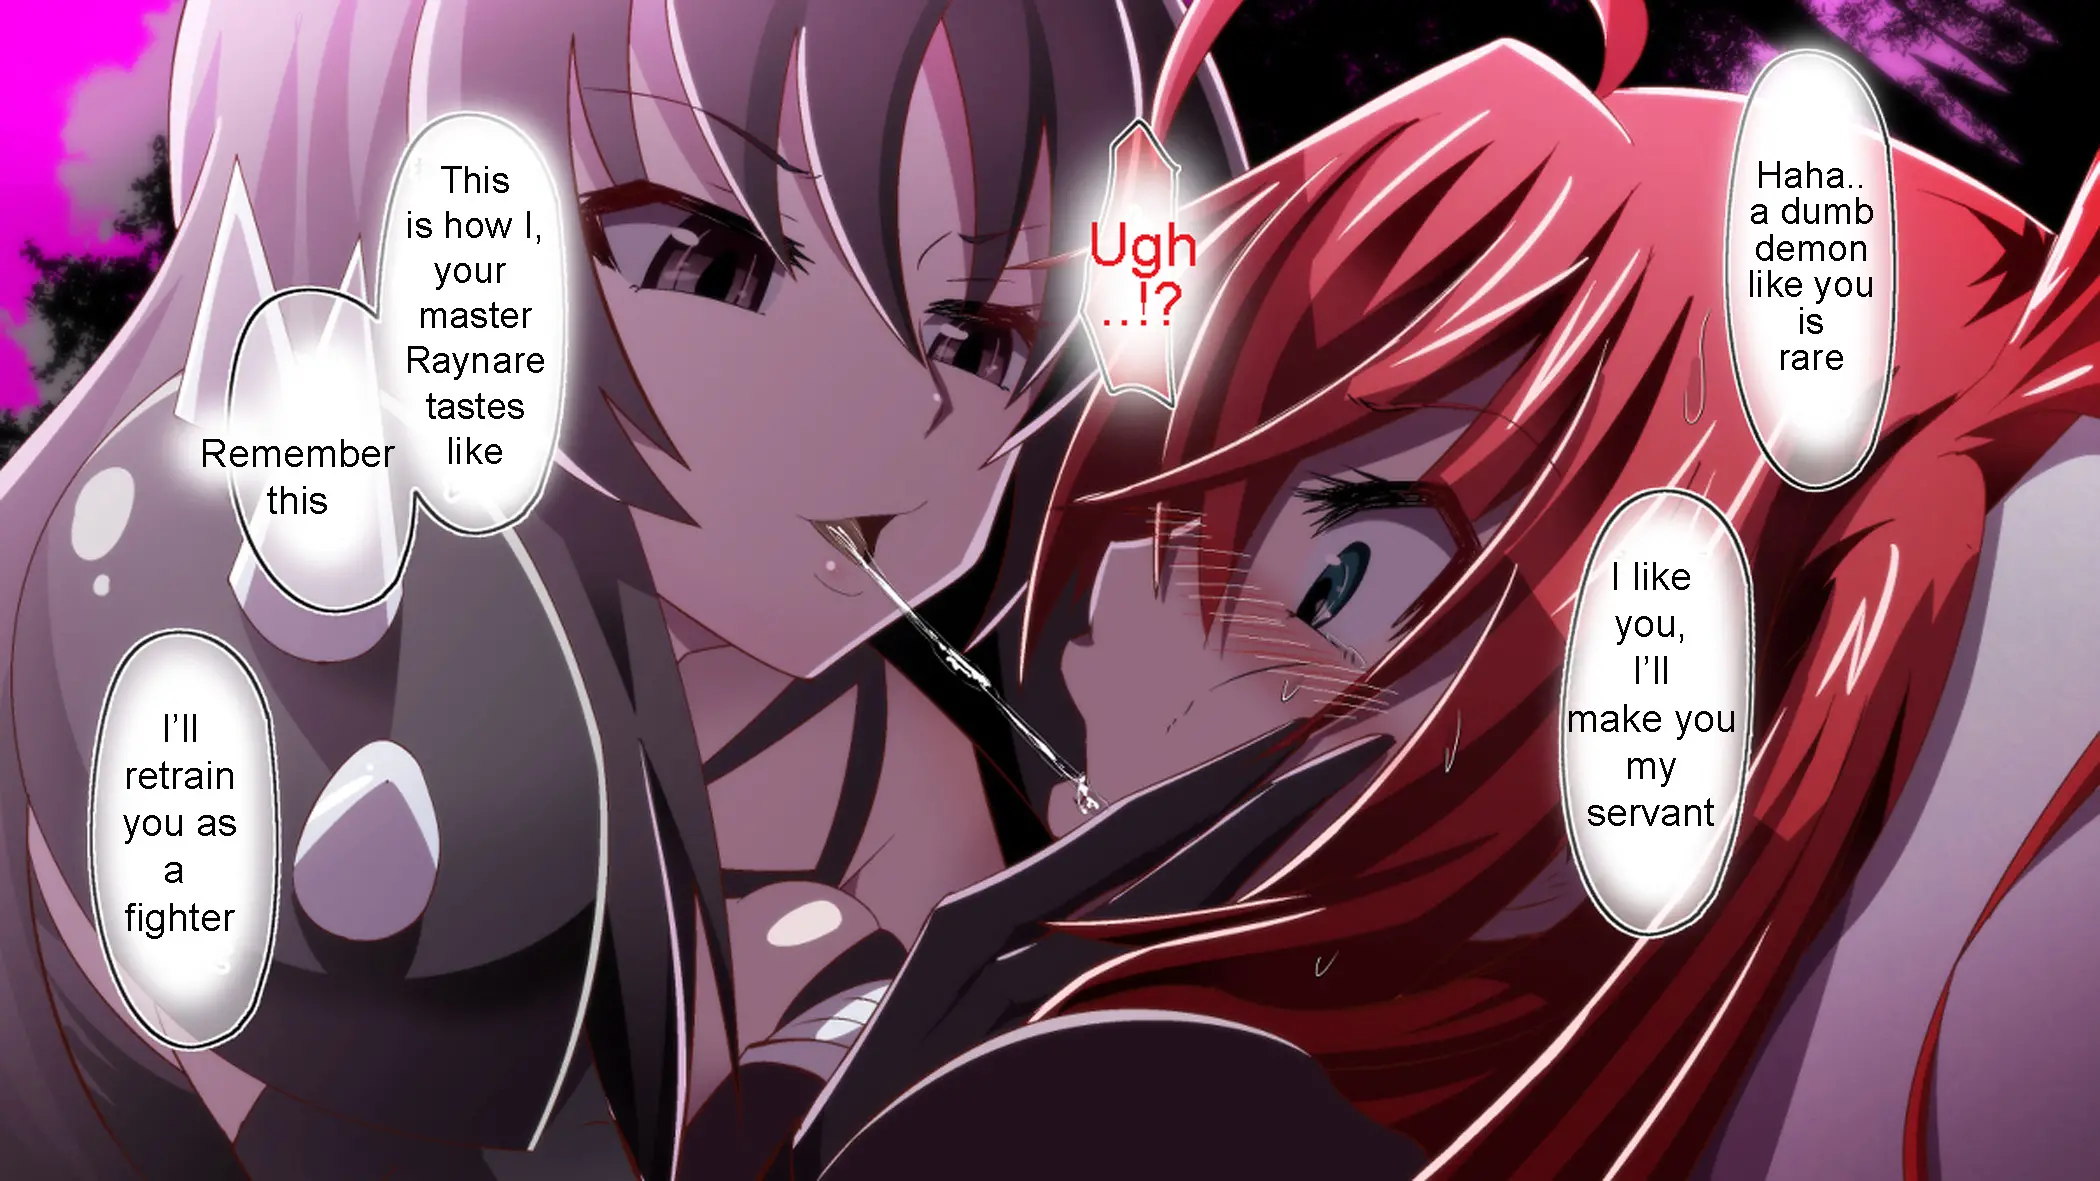 Haha..
a dumb
demon
like you
is
rare
I like
you,
I'll
make you
my
servant
Ugh
..!?
This
is how I,
your
master
Raynare
tastes
like
Remember
this
I'll
retrain
you as
a
fighter